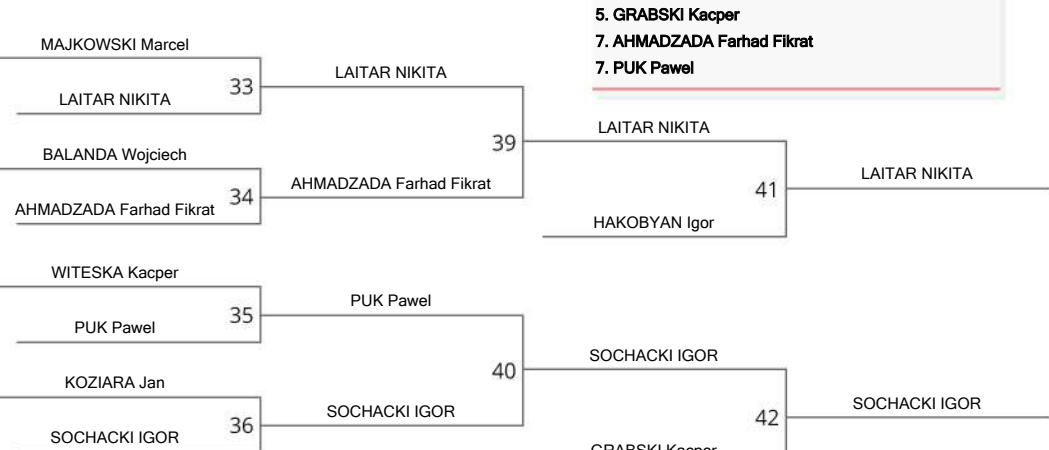 5. GRABSKI Kacper
7. AHMADZADA Farhad Fikrat
7. PUK Pawel
MAJKOWSKI Marcel
33
LAITAR NIKITA
LAITAR NIKITA
BALANDA Wojciech
34
AHMADZADA Farhad Fikrat
AHMADZADA Farhad Fikrat
39
LAITAR NIKITA
41
HAKOBYAN Igor
LAITAR NIKITA
WITESKA Kacper
35
PUK Pawel
PUK Pawel
KOZIARA Jan
36
SOCHACKI IGOR
SOCHACKI IGOR
40
SOCHACKI IGOR
42
GRABSKI Kacper
SOCHACKI IGOR